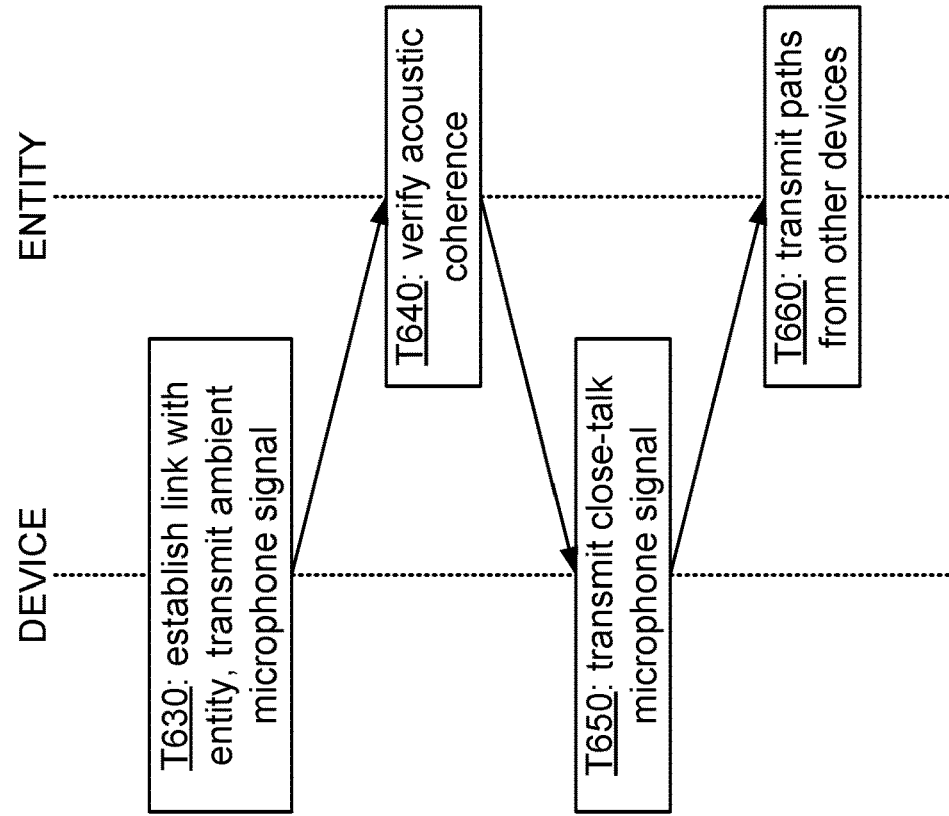 DEVICE
ENTITY
T630: establish link with
entity, transmit ambient
microphone signal
T640: verify acoustic
coherence
T650: transmit close-talk
microphone signal
T660: transmit paths
from other devices